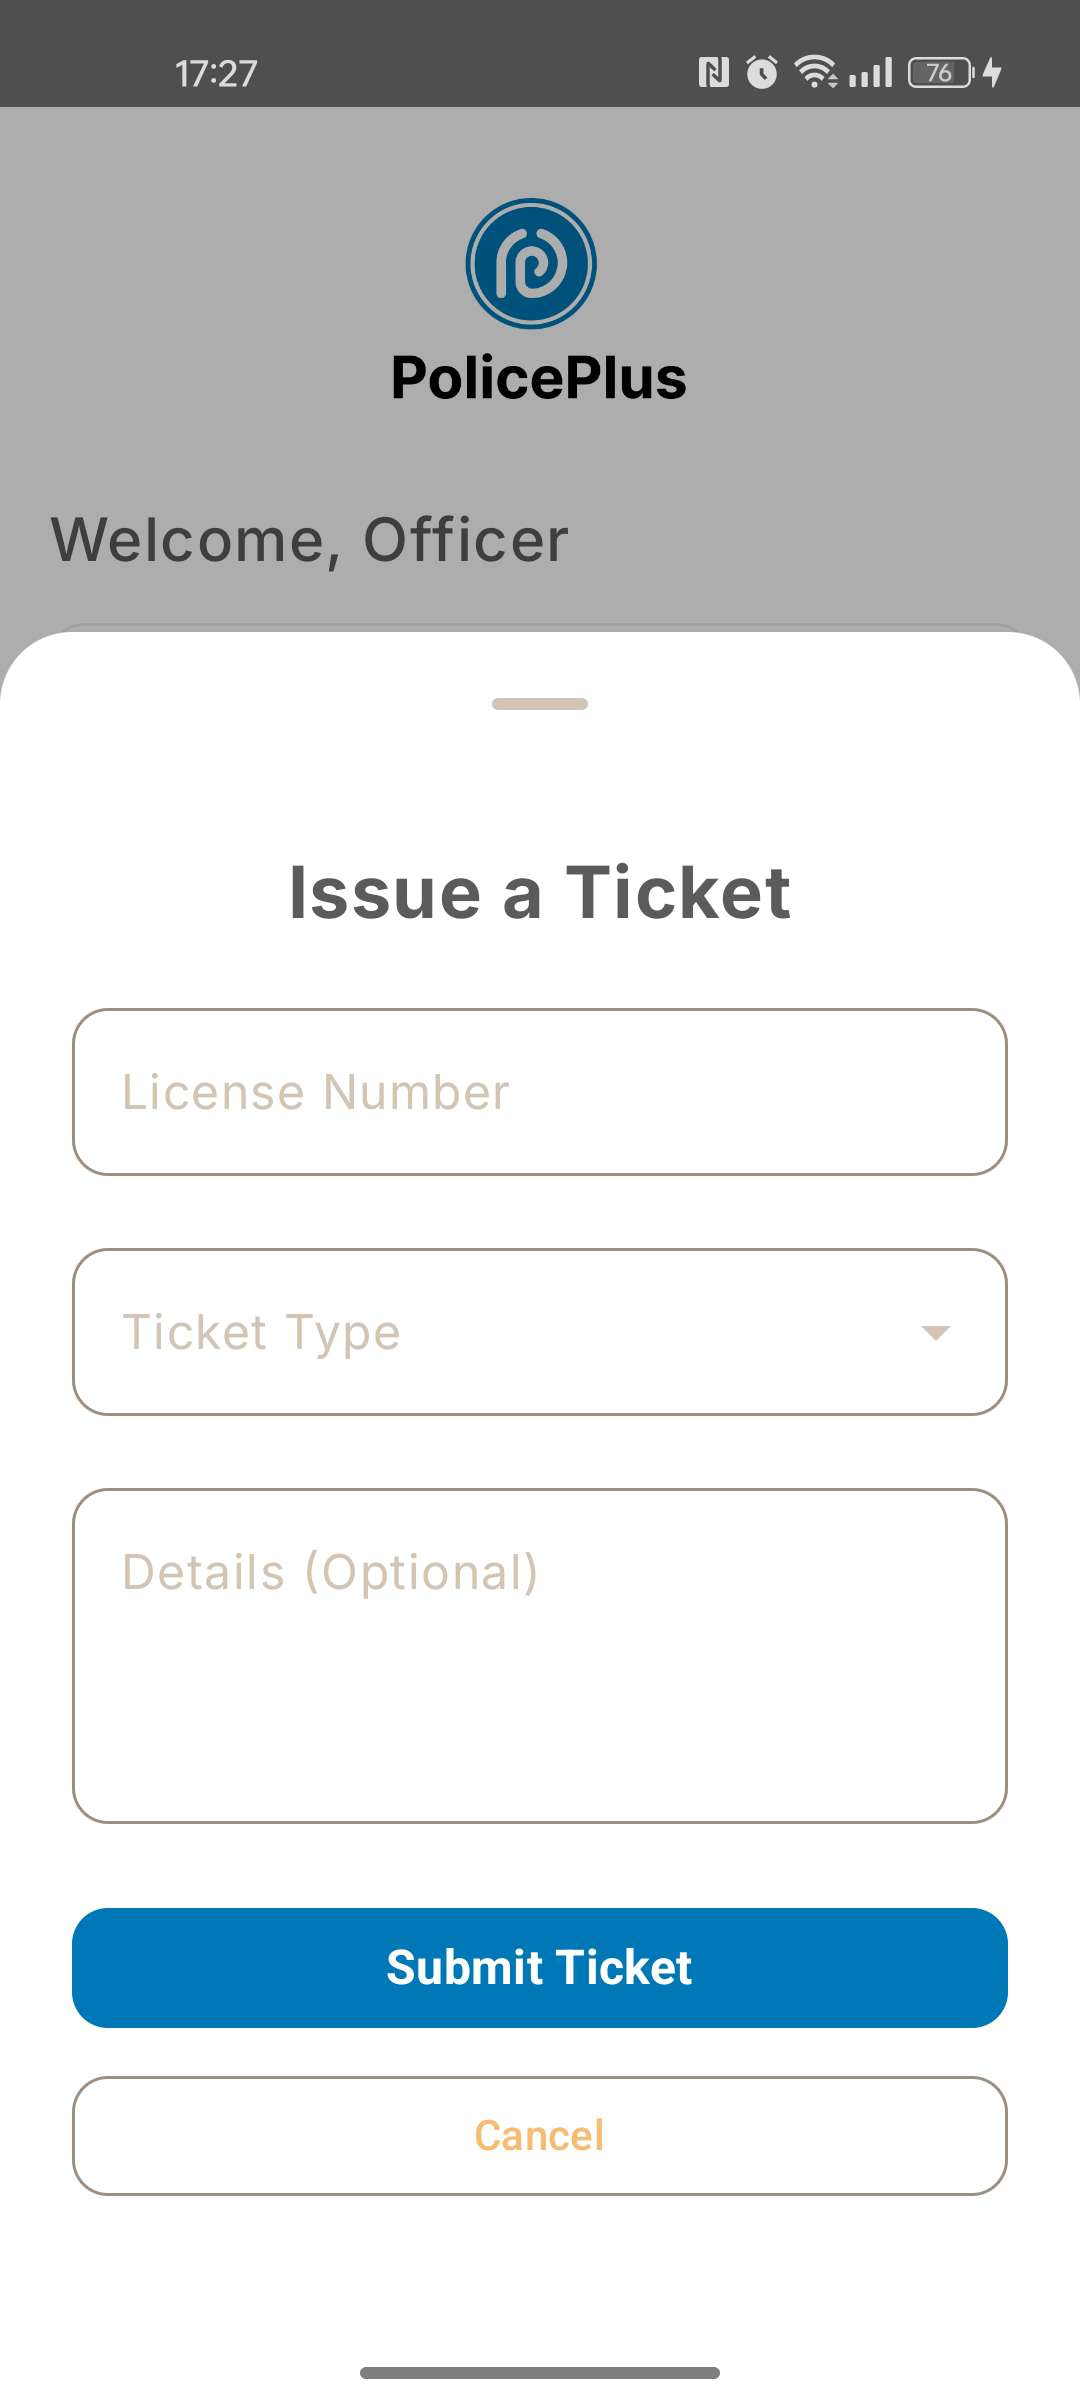 17:27
76
PolicePlus
Welcome, Officer
Issue a Ticket
License Number
Ticket Type
Details (Optional)
Submit Ticket
Cancel